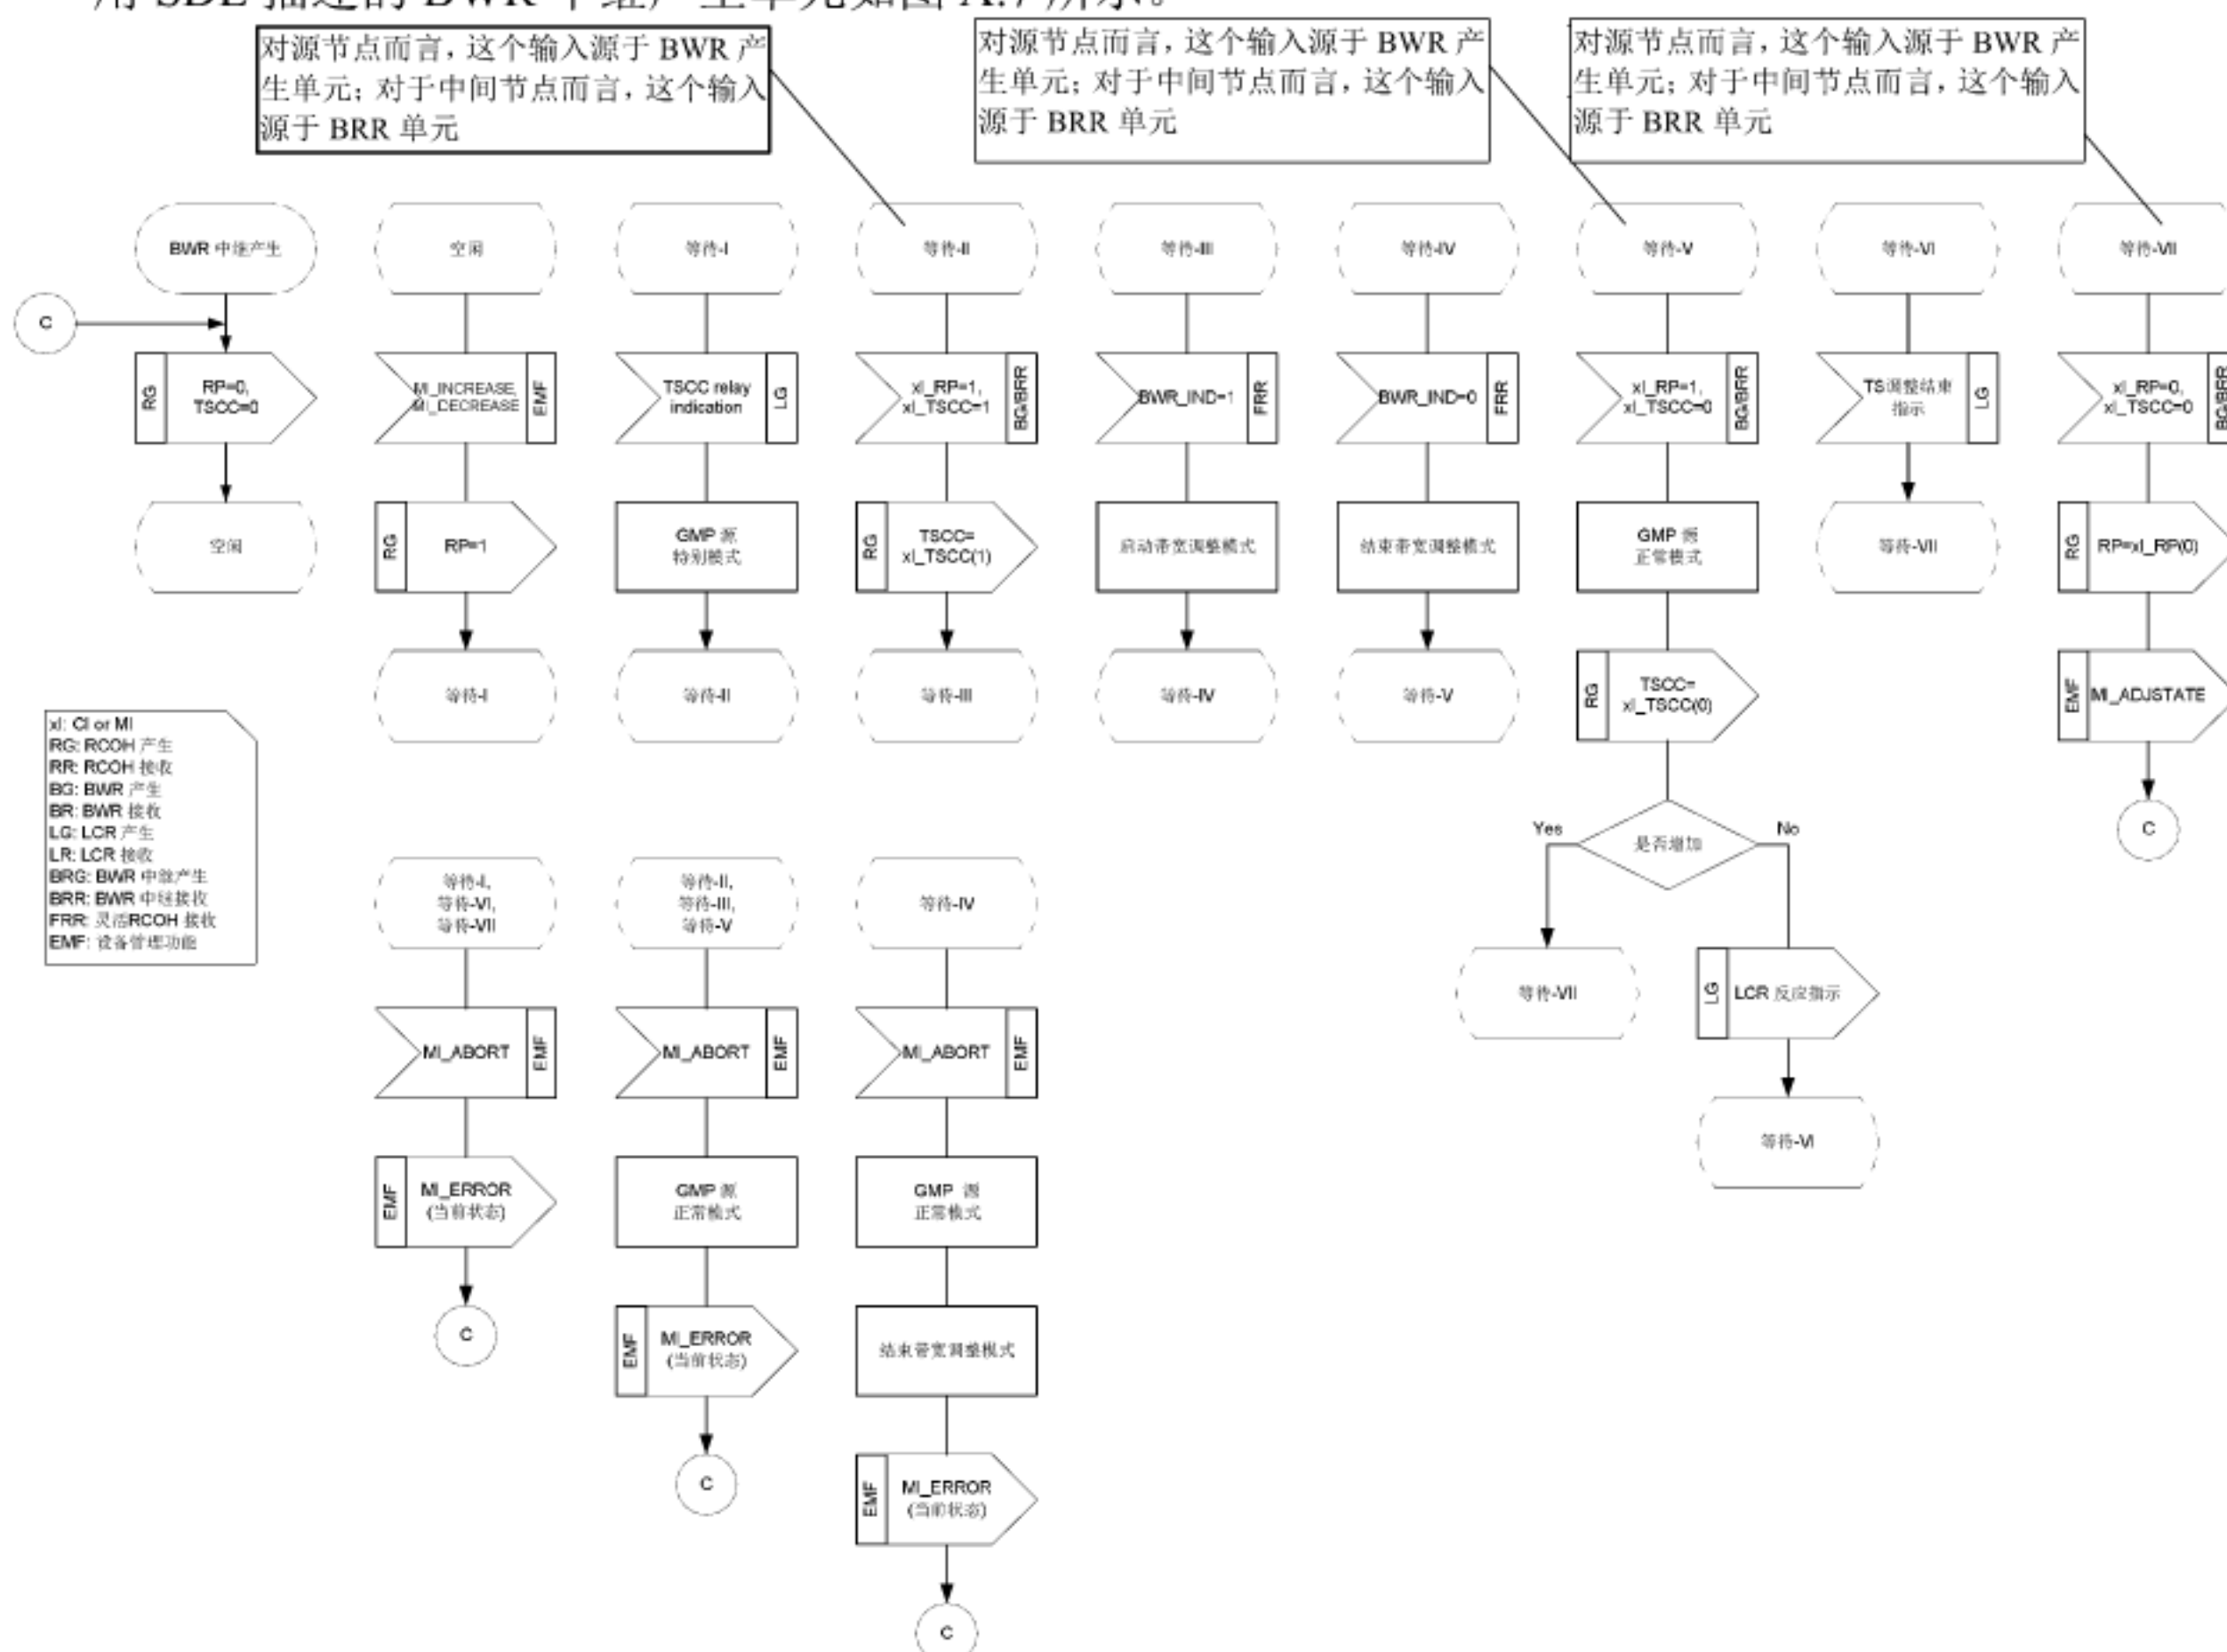 用 SDL 描述的 BWR 中继产生单元如图 A.7 所示。
对源节点而言，这个输入源于 BWR 产
生单元；对于中间节点而言，这个输入
源于 BRR 单元
对源节点而言，这个输入源于 BWR 产
生单元；对于中间节点而言，这个输入
源于 BRR 单元
对源节点而言，这个输入源于 BWR 产
生单元；对于中间节点而言，这个输入
源于 BRR 单元
BWR 中继产生
空闲
等待-I
等待-II
等待-III
等待-IV
等待-V
等待-VI
等待-VII
C
RG
RP=0,
TSCC=0
MI_INCREASE,
MI_DECREASE
EMF
TSCC relay
indication
LG
xI_RP=1,
xI_TSCC=1
BG/BRR
BWR_IND=1
FRR
BWR_IND=0
FRR
xI_RP=1,
xI_TSCC=0
BG/BRR
TS调整结束
指示
LG
xI_RP=0,
xI_TSCC=0
BG/BRR
空闲
RG
RP=1
GMP 源
特别模式
RG
TSCC=
xI_TSCC(1)
启动带宽调整模式
结束带宽调整模式
GMP 源
正常模式
等待-VII
RG
RP=xI_RP(0)
等待-I
等待-II
等待-III
等待-IV
等待-V
RG
TSCC=
xI_TSCC(0)
EMF
MI_ADJSTATE
xI: CI or MI
RG: RCOH 产生
RR: RCOH 接收
BG: BWR 产生
BR: BWR 接收
LG: LCR 产生
LR: LCR 接收
BRG: BWR 中继产生
BRR: BWR 中继接收
FRR: 灵活RCOH 接收
EMF: 设备管理功能
Yes
是否增加
No
C
等待-I,
等待-VI,
等待-VII
等待-II,
等待-III,
等待-V
等待-IV
等待-VII
LG
LCR 反应指示
MI_ABORT
EMF
MI_ABORT
EMF
MI_ABORT
EMF
等待-VI
EMF
MI_ERROR
(当前状态)
GMP 源
正常模式
GMP 源
正常模式
C
EMF
MI_ERROR
(当前状态)
结束带宽调整模式
C
EMF
MI_ERROR
(当前状态)
C